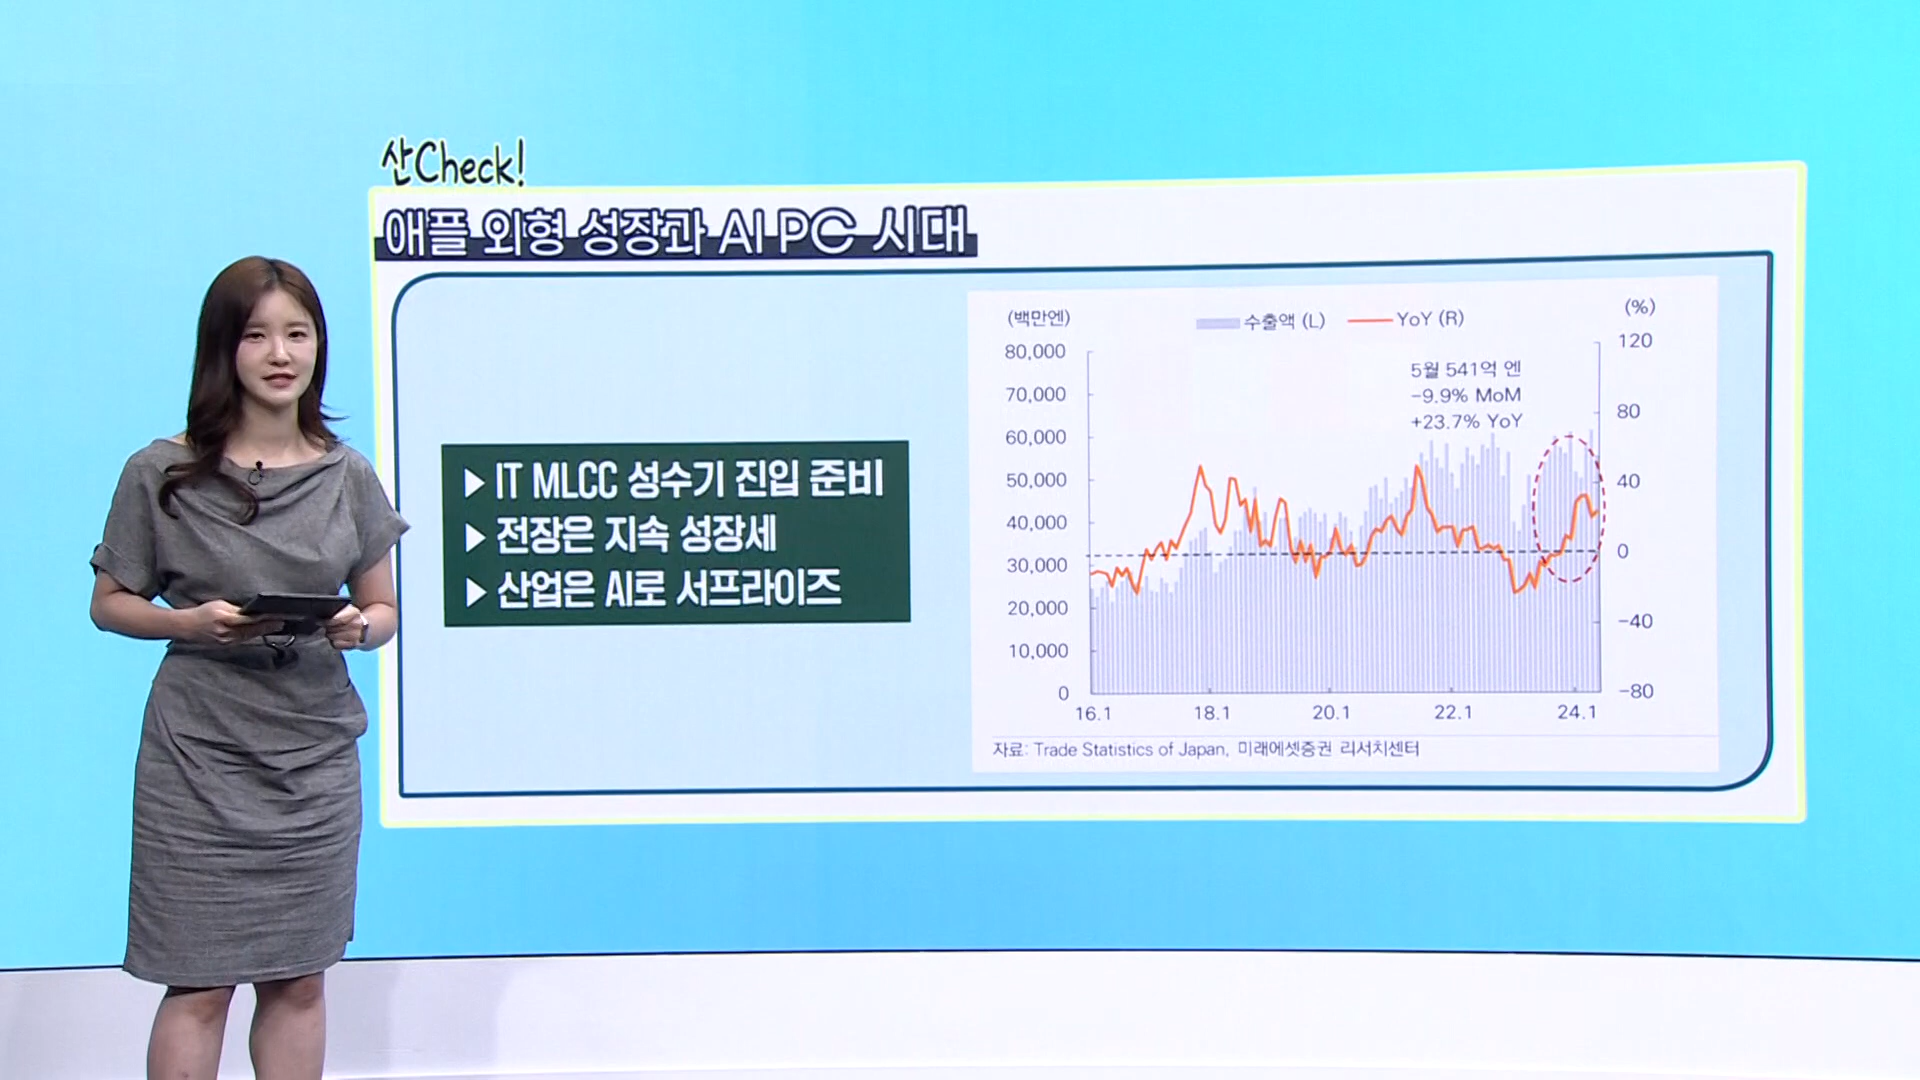 산Check!
애플 외형 성장과 AI PC 시대
▶ IT MLCC 성수기 진입 준비
▶ 전장은 지속 성장세
▶ 산업은 AI로 서프라이즈
(백만엔)
수출액 (L)
YoY (R)
(%)
80,000
70,000
60,000
50,000
40,000
30,000
20,000
10,000
0
120
80
40
0
-40
-80
5월 541억 엔
-9.9% MoM
+23.7% YoY
16.1
18.1
20.1
22.1
24.1
자료: Trade Statistics of Japan, 미래에셋증권 리서치센터